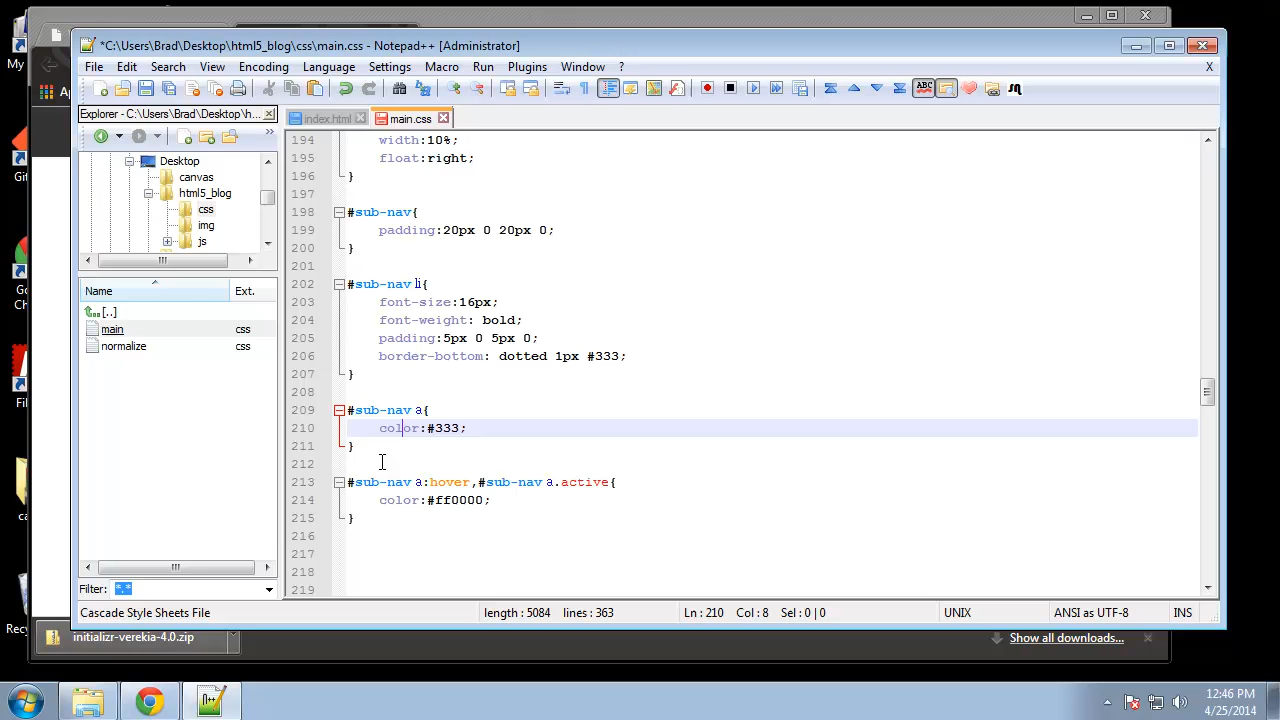 *C:\Users\Brad\Desktop\html5_blog\css\main.css - Notepad++ [Administrator]
File Edit Search View Encoding Language Settings Macro Run Plugins Window ? X
Explorer - C:\Users\Brad\Desktop\h...
index.html main.css
Desktop
canvas
html5_blog
css
img
js
Name Ext.
[..]
main css
normalize css
Filter: *.*
194 width:10%;
195 float:right;
196 }
197
198 #sub-nav{
199 padding:20px 0 20px 0;
200 }
201
202 #sub-nav li{
203 font-size:16px;
204 font-weight: bold;
205 padding:5px 0 5px 0;
206 border-bottom: dotted 1px #333;
207 }
208
209 #sub-nav a{
210 color:#333;
211 }
212
213 #sub-nav a:hover,#sub-nav a.active{
214 color:#ff0000;
215 }
216
217
218
219
Cascade Style Sheets File length : 5084 lines : 363 Ln : 210 Col : 8 Sel : 0 | 0 UNIX ANSI as UTF-8 INS
initializr-verekia-4.0.zip Show all downloads...
12:46 PM
4/25/2014
My